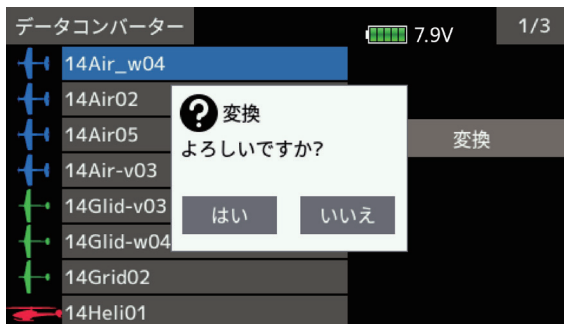 データコンバーター
7.9V
1/3
14Air_w04
14Air02
14Air05
14Air-v03
14Glid-v03
14Glid-w04
14Grid02
14Heli01
変換
よろしいですか?
はい
いいえ
変換